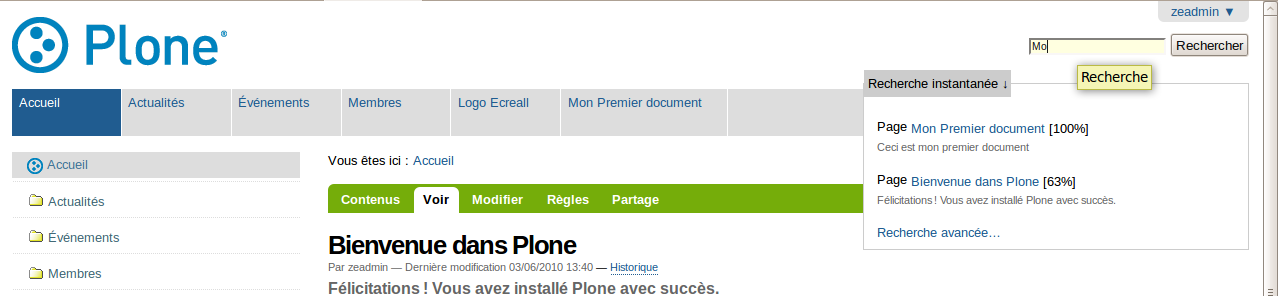 zeadmin ▼
Plone®
Mo
Rechercher
Recherche
Accueil
Actualités
Événements
Membres
Logo Ecreall
Mon Premier document
Recherche instantanée ↓
Page Mon Premier document [100%]
Ceci est mon premier document
Page Bienvenue dans Plone [63%]
Félicitations ! Vous avez installé Plone avec succès.
Recherche avancée…
Accueil
Actualités
Événements
Membres
Vous êtes ici : Accueil
Contenus
Voir
Modifier
Règles
Partage
Bienvenue dans Plone
Par zeadmin — Dernière modification 03/06/2010 13:40 — Historique
Félicitations ! Vous avez installé Plone avec succès.